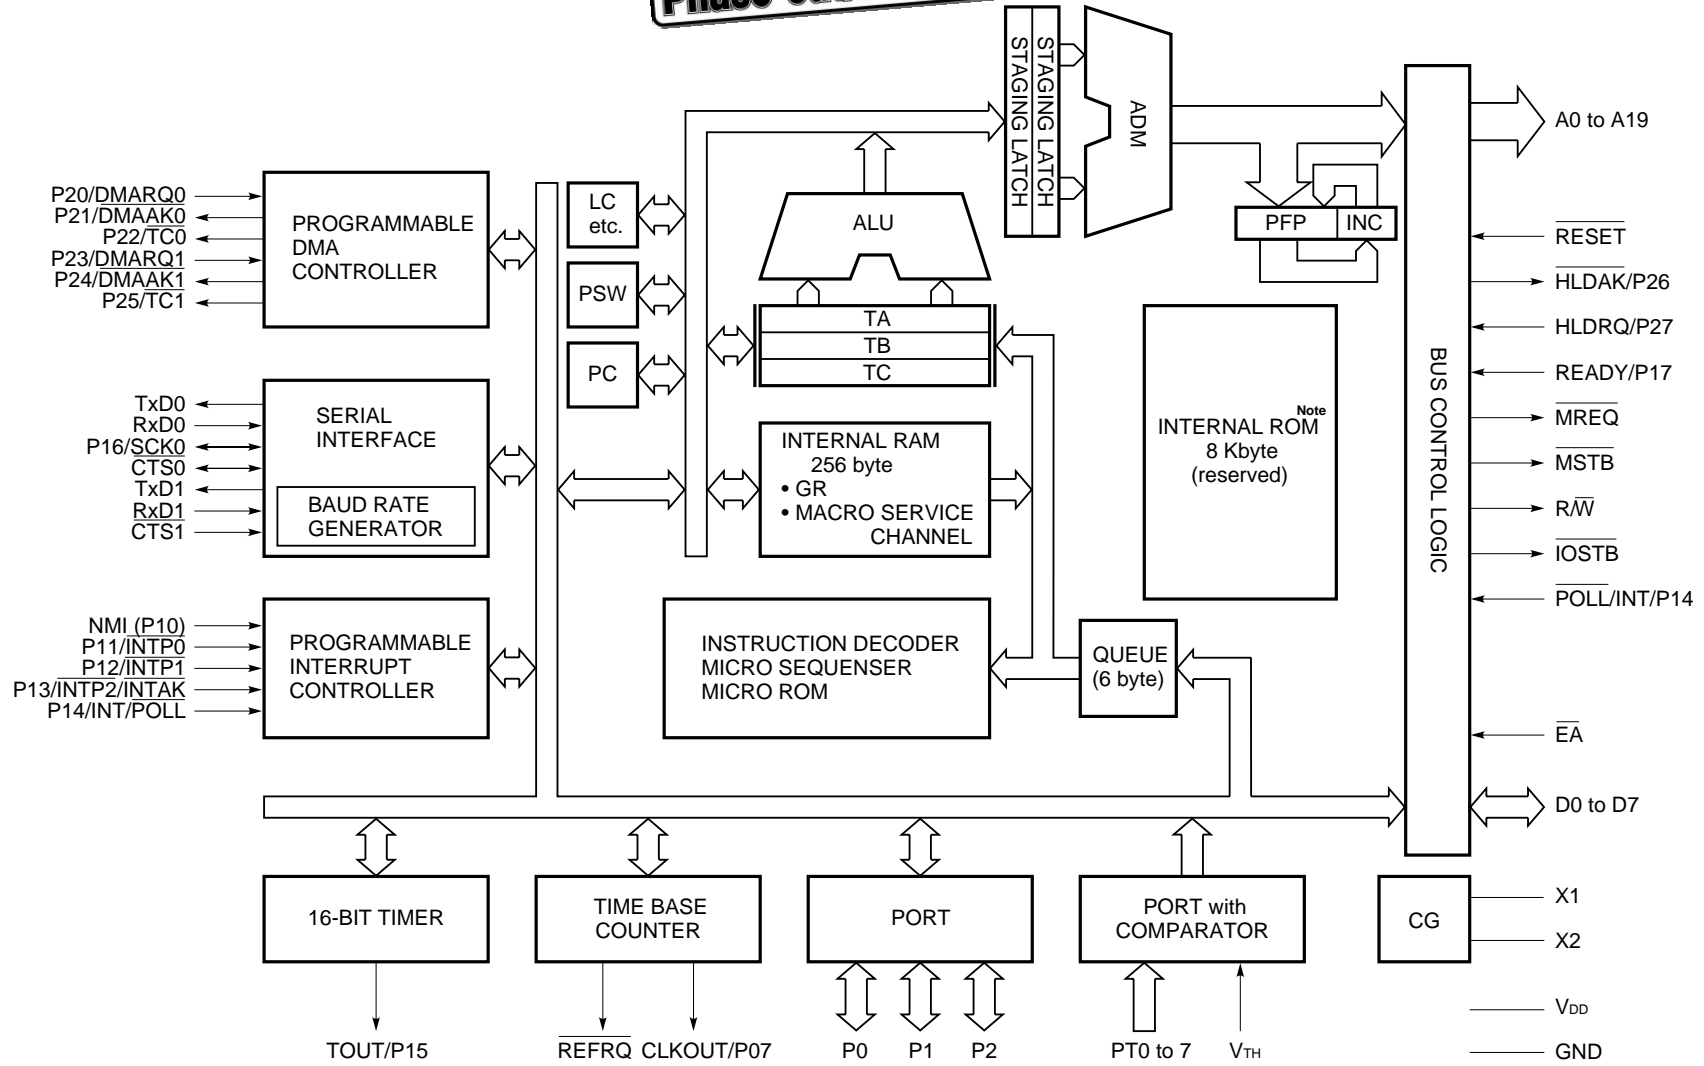 STAGING LATCH
STAGING LATCH
ADM
A0 to A19
P20/DMARQ0
P21/DMAAK0
P22/TC0
P23/DMARQ1
P24/DMAAK1
P25/TC1
PROGRAMMABLE
DMA
CONTROLLER
LC
etc.
PSW
PC
ALU
TA
TB
TC
PFP
INC
RESET
HLDAK/P26
HLDRQ/P27
READY/P17
MREQ
MSTB
R/W
IOSTB
POLL/INT/P14
EA
D0 to D7
BUS CONTROL LOGIC
TxD0
RxD0
P16/SCK0
CTS0
TxD1
RxD1
CTS1
SERIAL
INTERFACE
BAUD RATE
GENERATOR
INTERNAL RAM
256 byte
• GR
• MACRO SERVICE
CHANNEL
INTERNAL ROM Note
8 Kbyte
(reserved)
NMI (P10)
P11/INTP0
P12/INTP1
P13/INTP2/INTAK
P14/INT/POLL
PROGRAMMABLE
INTERRUPT
CONTROLLER
INSTRUCTION DECODER
MICRO SEQUENSER
MICRO ROM
QUEUE
(6 byte)
16-BIT TIMER
TIME BASE
COUNTER
PORT
PORT with
COMPARATOR
CG
X1
X2
VDD
GND
TOUT/P15
REFRQ
CLKOUT/P07
P0
P1
P2
PT0 to 7
VTH